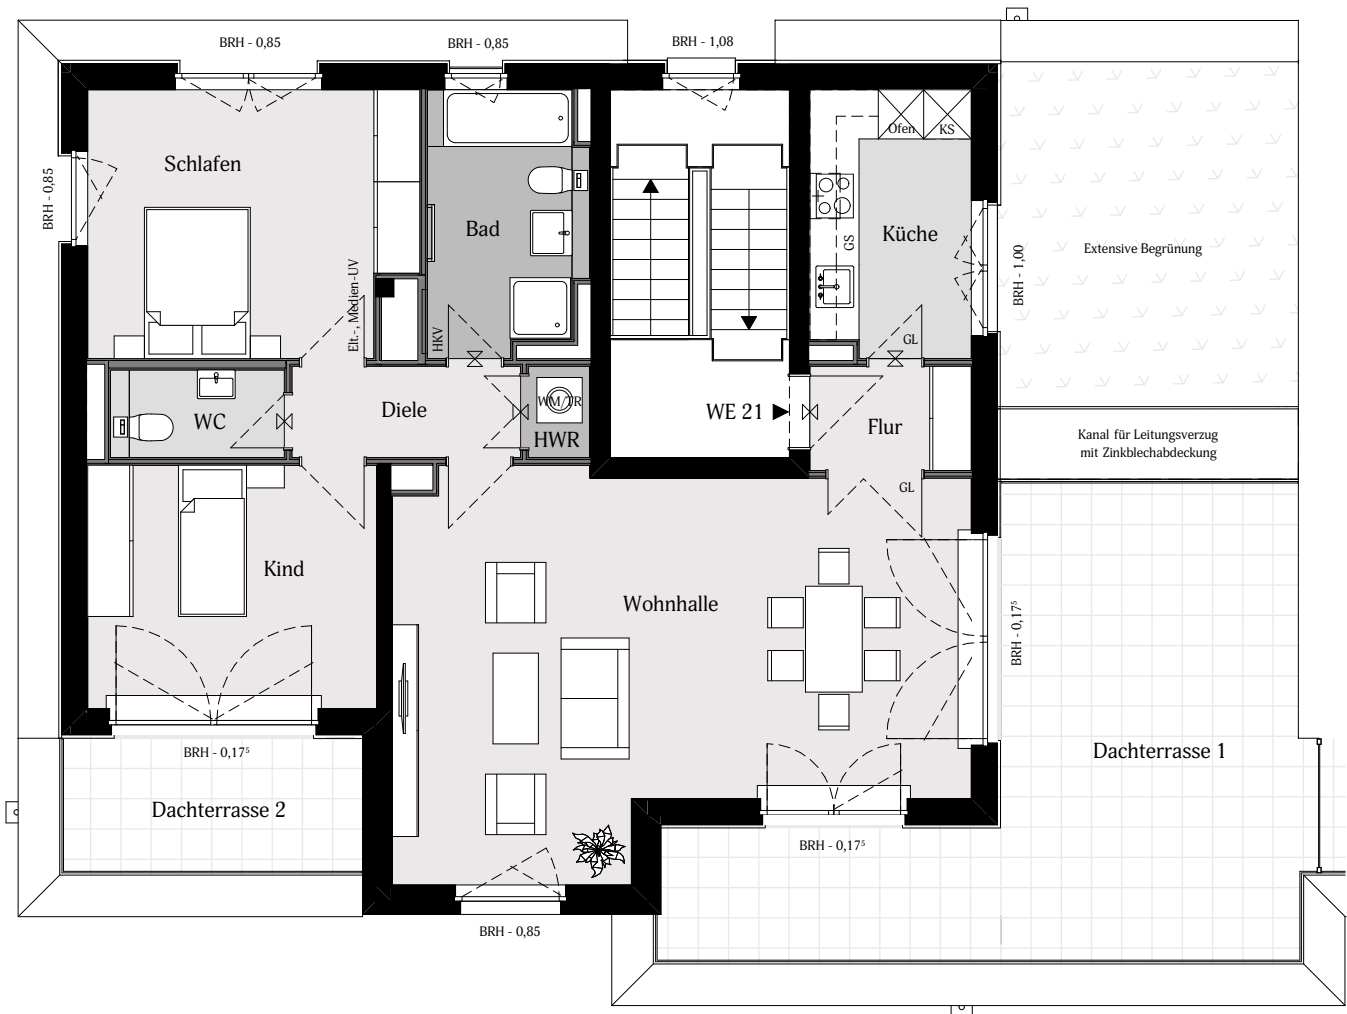 BRH - 0,85
BRH - 0,85
BRH - 1,08
Ofen
KS
Schlafen
BRH - 0,85
Bad
GS
Küche
BRH - 1,00
Extensive Begrünung
Elt.-, Medien-UV
HKV
GL
WC
Diele
WM/TR
HWR
WE 21
Flur
Kanal für Leitungsverzug
mit Zinkblechabdeckung
GL
Kind
Wohnhalle
BRH - 0,17⁵
BRH - 0,17⁵
Dachterrasse 1
Dachterrasse 2
BRH - 0,17⁵
BRH - 0,85